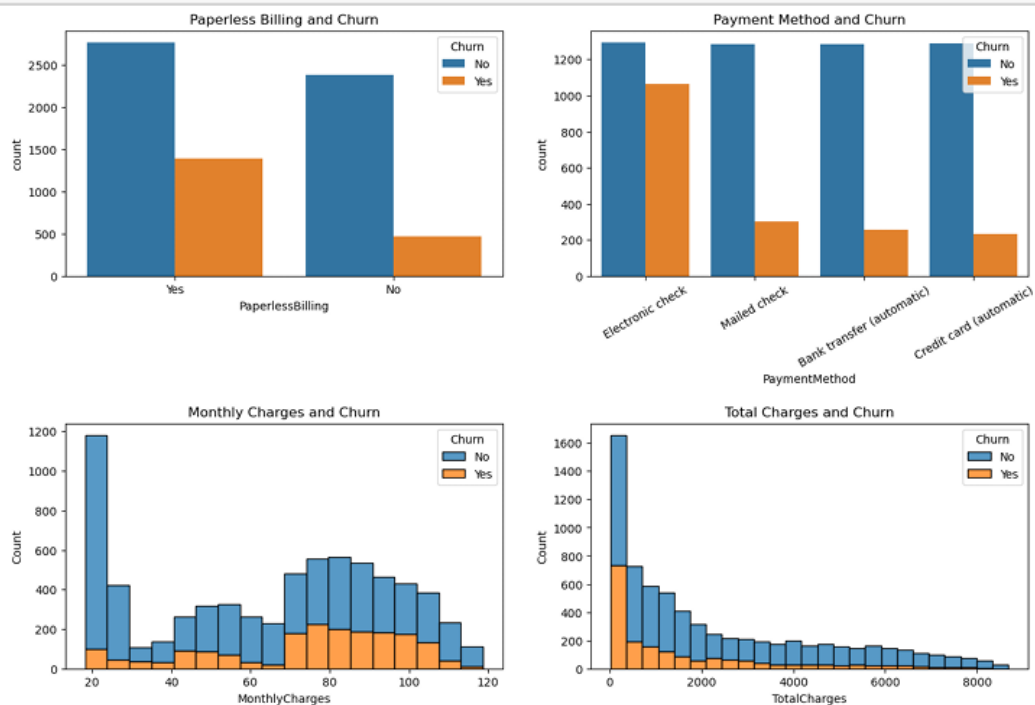 Paperless Billing and Churn
Churn
No
Yes
2500
2000
1500
1000
500
0
count
Yes
No
PaperlessBilling
Payment Method and Churn
Churn
No
Yes
1200
1000
800
600
400
200
0
count
Electronic check
Mailed check
Bank transfer (automatic)
Credit card (automatic)
PaymentMethod
Monthly Charges and Churn
Churn
No
Yes
1200
1000
800
600
400
200
0
Count
20
40
60
80
100
120
MonthlyCharges
Total Charges and Churn
Churn
No
Yes
1600
1400
1200
1000
800
600
400
200
0
Count
0
2000
4000
6000
8000
TotalCharges